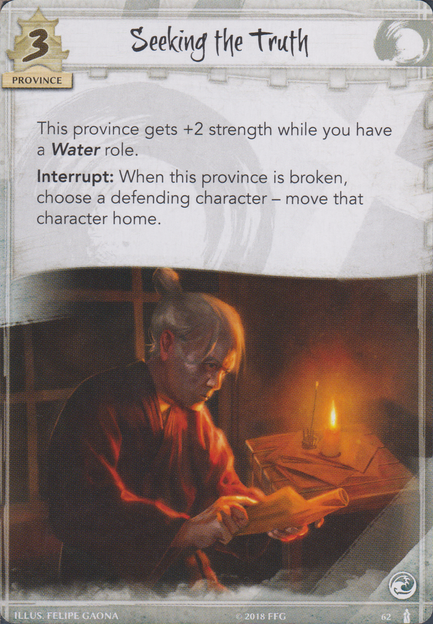 3
Seeking the Truth
PROVINCE
This province gets +2 strength while you have
a Water role.
Interrupt: When this province is broken,
choose a defending character – move that
character home.
ILLUS. FELIPE GAONA
© 2018 FFG
62